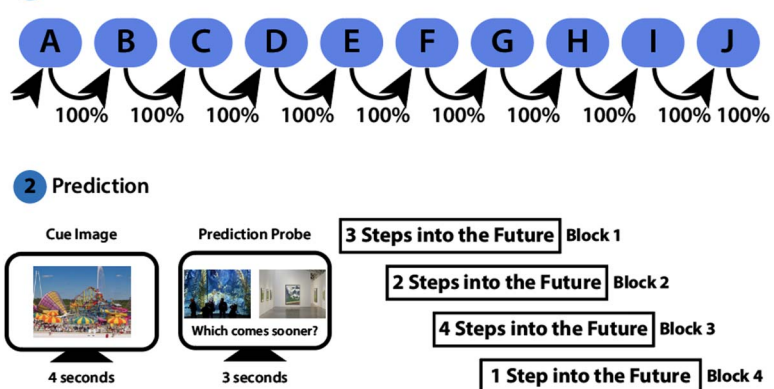 A B C D E F G H I J
100% 100% 100% 100% 100% 100% 100% 100% 100% 100%
2 Prediction
Cue Image
Prediction Probe
Which comes sooner?
4 seconds
3 seconds
3 Steps into the Future Block 1
2 Steps into the Future Block 2
4 Steps into the Future Block 3
1 Step into the Future Block 4